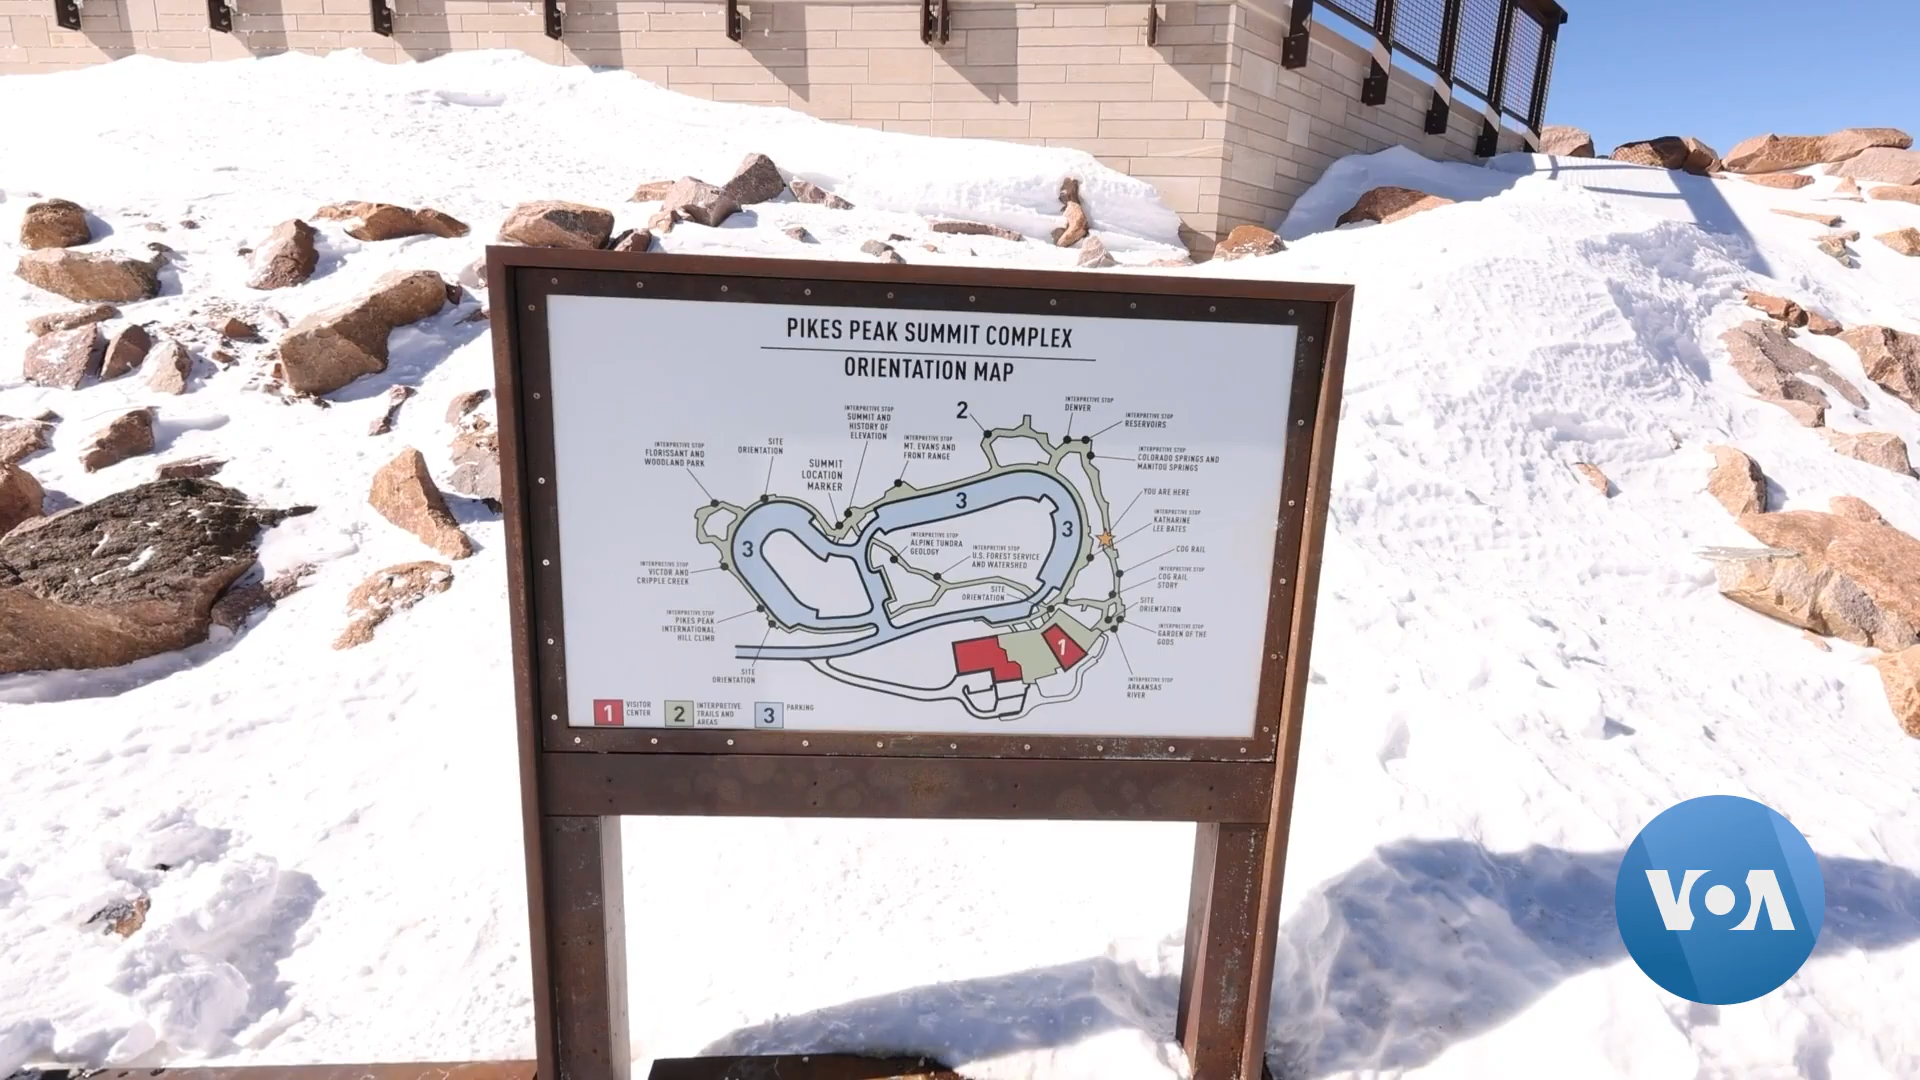 PIKES PEAK SUMMIT COMPLEX
ORIENTATION MAP
INTERPRETIVE STOP
FLORISSANT AND
WOODLAND PARK
SITE
ORIENTATION
INTERPRETIVE STOP
SUMMIT AND
HISTORY OF
ELEVATION
SUMMIT
LOCATION
MARKER
INTERPRETIVE STOP
MT. EVANS AND
FRONT RANGE
2
INTERPRETIVE STOP
DENVER
INTERPRETIVE STOP
RESERVOIRS
INTERPRETIVE STOP
COLORADO SPRINGS AND
MANITOU SPRINGS
YOU ARE HERE
INTERPRETIVE STOP
KATHARINE
LEE BATES
COG RAIL
INTERPRETIVE STOP
COG RAIL
STORY
SITE
ORIENTATION
INTERPRETIVE STOP
GARDEN OF THE
GODS
INTERPRETIVE STOP
ARKANSAS
RIVER
3
3
3
INTERPRETIVE STOP
ALPINE TUNDRA
GEOLOGY
INTERPRETIVE STOP
U.S. FOREST SERVICE
AND WATERSHED
SITE
ORIENTATION
INTERPRETIVE STOP
VICTOR AND
CRIPPLE CREEK
INTERPRETIVE STOP
PIKES PEAK
INTERNATIONAL
HILL CLIMB
SITE
ORIENTATION
1
1 VISITOR
CENTER
2 INTERPRETIVE
TRAILS AND
AREAS
3 PARKING
VOA